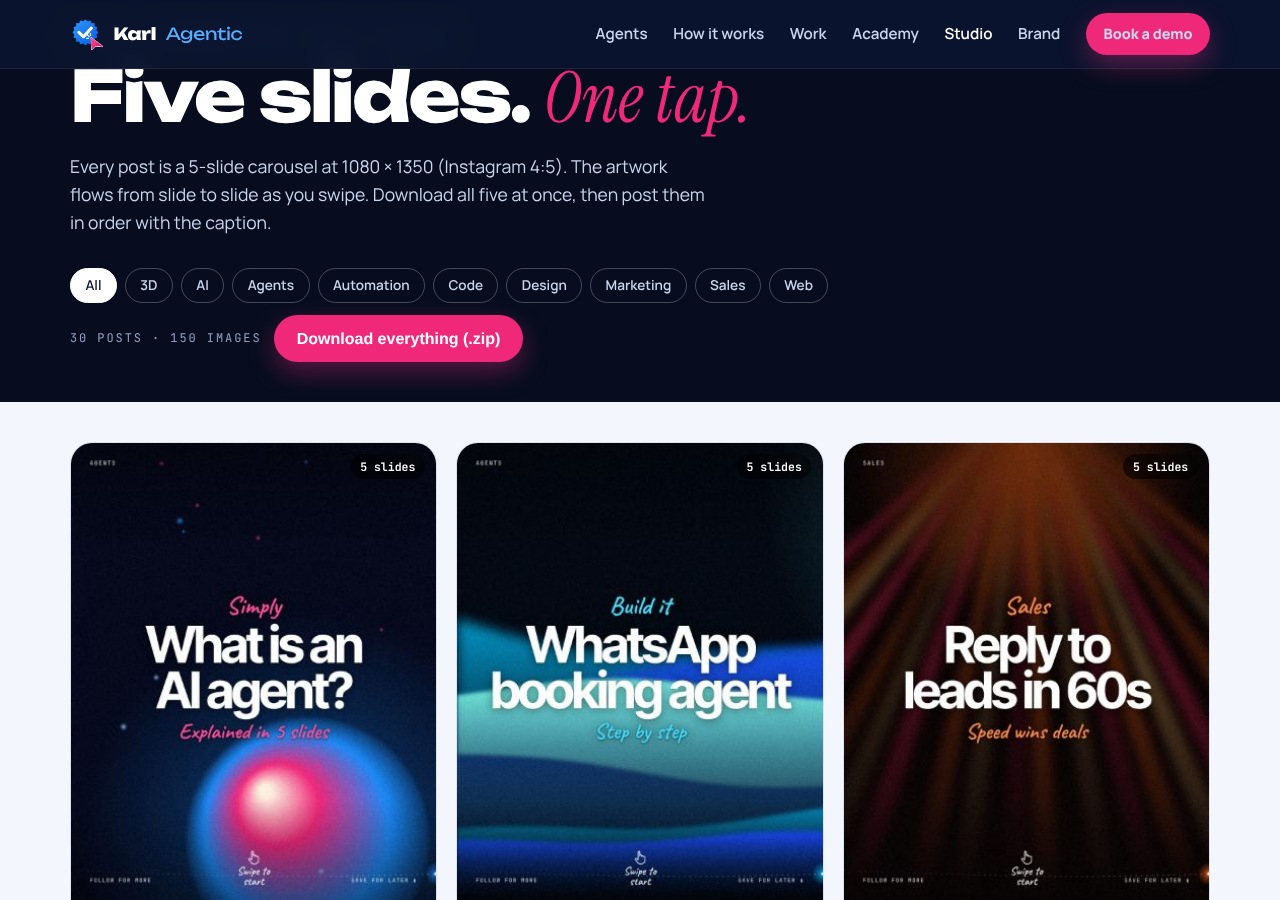 Karl Agentic
Agents How it works Work Academy Studio Brand Book a demo
Five slides. One tap.
Every post is a 5-slide carousel at 1080 × 1350 (Instagram 4:5). The artwork
flows from slide to slide as you swipe. Download all five at once, then post them
in order with the caption.
All 3D AI Agents Automation Code Design Marketing Sales Web
30 POSTS · 150 IMAGES
Download everything (.zip)
AGENTS
5 slides
Simply
What is an
AI agent?
Explained in 5 slides
Swipe to
start
FOLLOW FOR MORE
SAVE FOR LATER
AGENTS
5 slides
Build it
WhatsApp
booking agent
Step by step
Swipe to
start
FOLLOW FOR MORE
SAVE FOR LATER
SALES
5 slides
Sales
Reply to
leads in 60s
Speed wins deals
Swipe to
start
FOLLOW FOR MORE
SAVE FOR LATER